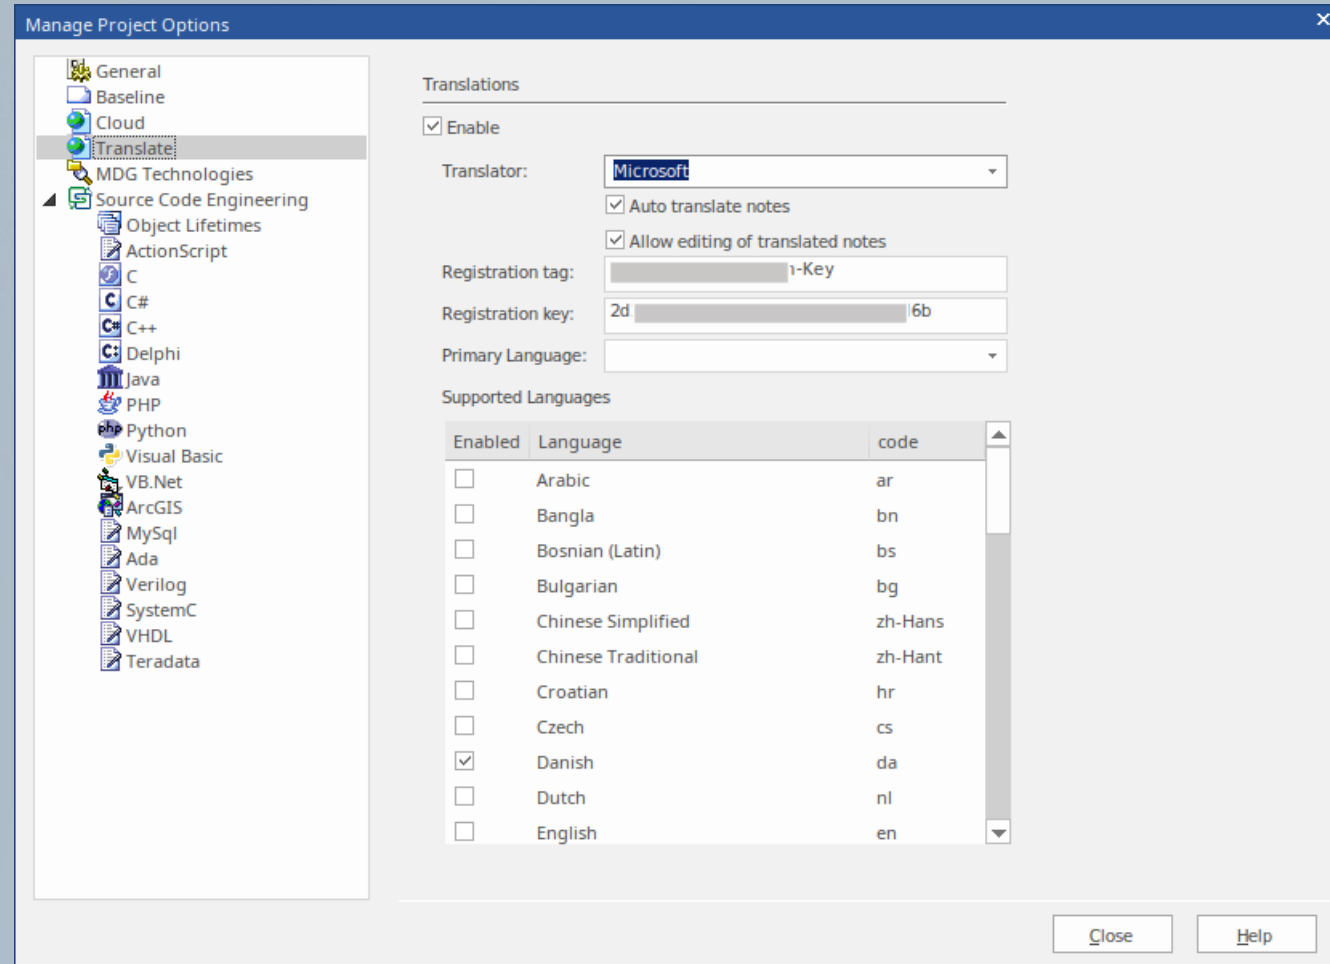 Manage Project Options
General
Baseline
Cloud
Translate
MDG Technologies
Source Code Engineering
Object Lifetimes
ActionScript
C
C#
C++
Delphi
Java
PHP
Python
Visual Basic
VB.Net
ArcGIS
MySql
Ada
Verilog
SystemC
VHDL
Teradata
Translations
Enable
Translator: Microsoft
Auto translate notes
Allow editing of translated notes
Registration tag: -Key
Registration key: 2d 6b
Primary Language:
Supported Languages
Enabled Language code
Arabic ar
Bangla bn
Bosnian (Latin) bs
Bulgarian bg
Chinese Simplified zh-Hans
Chinese Traditional zh-Hant
Croatian hr
Czech cs
Danish da
Dutch nl
English en
Close Help